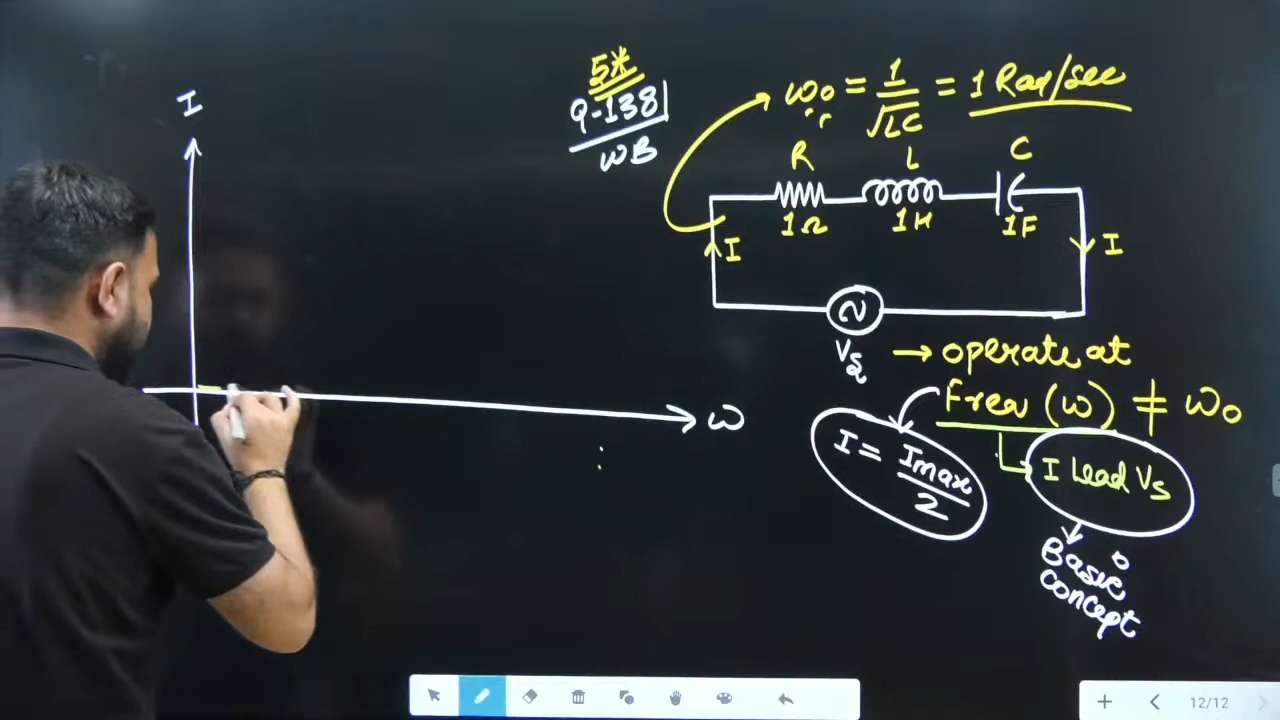 I
ω
5*
Q-138
WB
ω₀ = 1/√LC = 1 Rad/sec
R
L
C
1Ω
1H
1F
I
I
Vs
→ operate at
Freq (ω) ≠ ω₀
I = Imax/2
I Lead Vs
Basic
concept
12/12